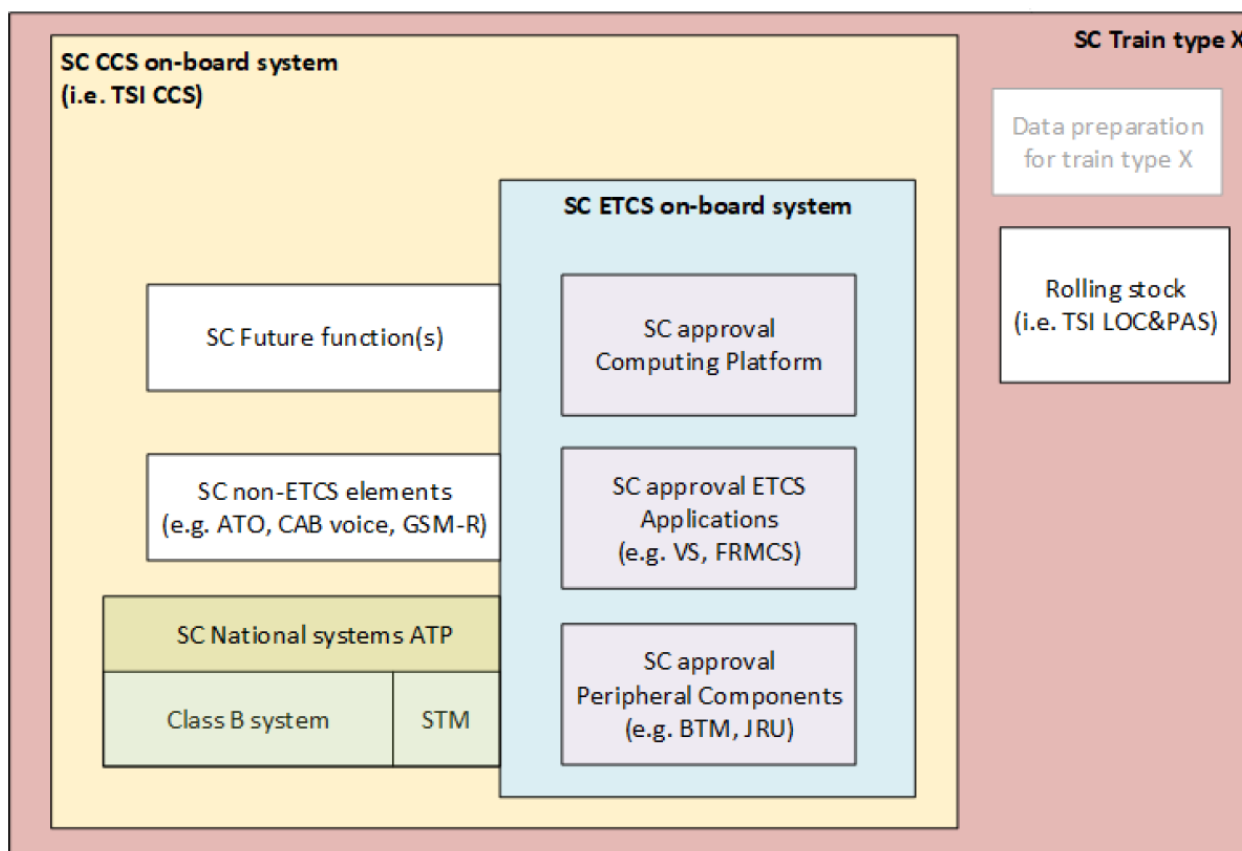 SC Train type X
SC CCS on-board system
(i.e. TSI CCS)
Data preparation
for train type X
SC ETCS on-board system
Rolling stock
(i.e. TSI LOC&PAS)
SC Future function(s)
SC approval
Computing Platform
SC non-ETCS elements
(e.g. ATO, CAB voice, GSM-R)
SC approval ETCS
Applications
(e.g. VS, FRMCS)
SC National systems ATP
Class B system
STM
SC approval
Peripheral Components
(e.g. BTM, JRU)